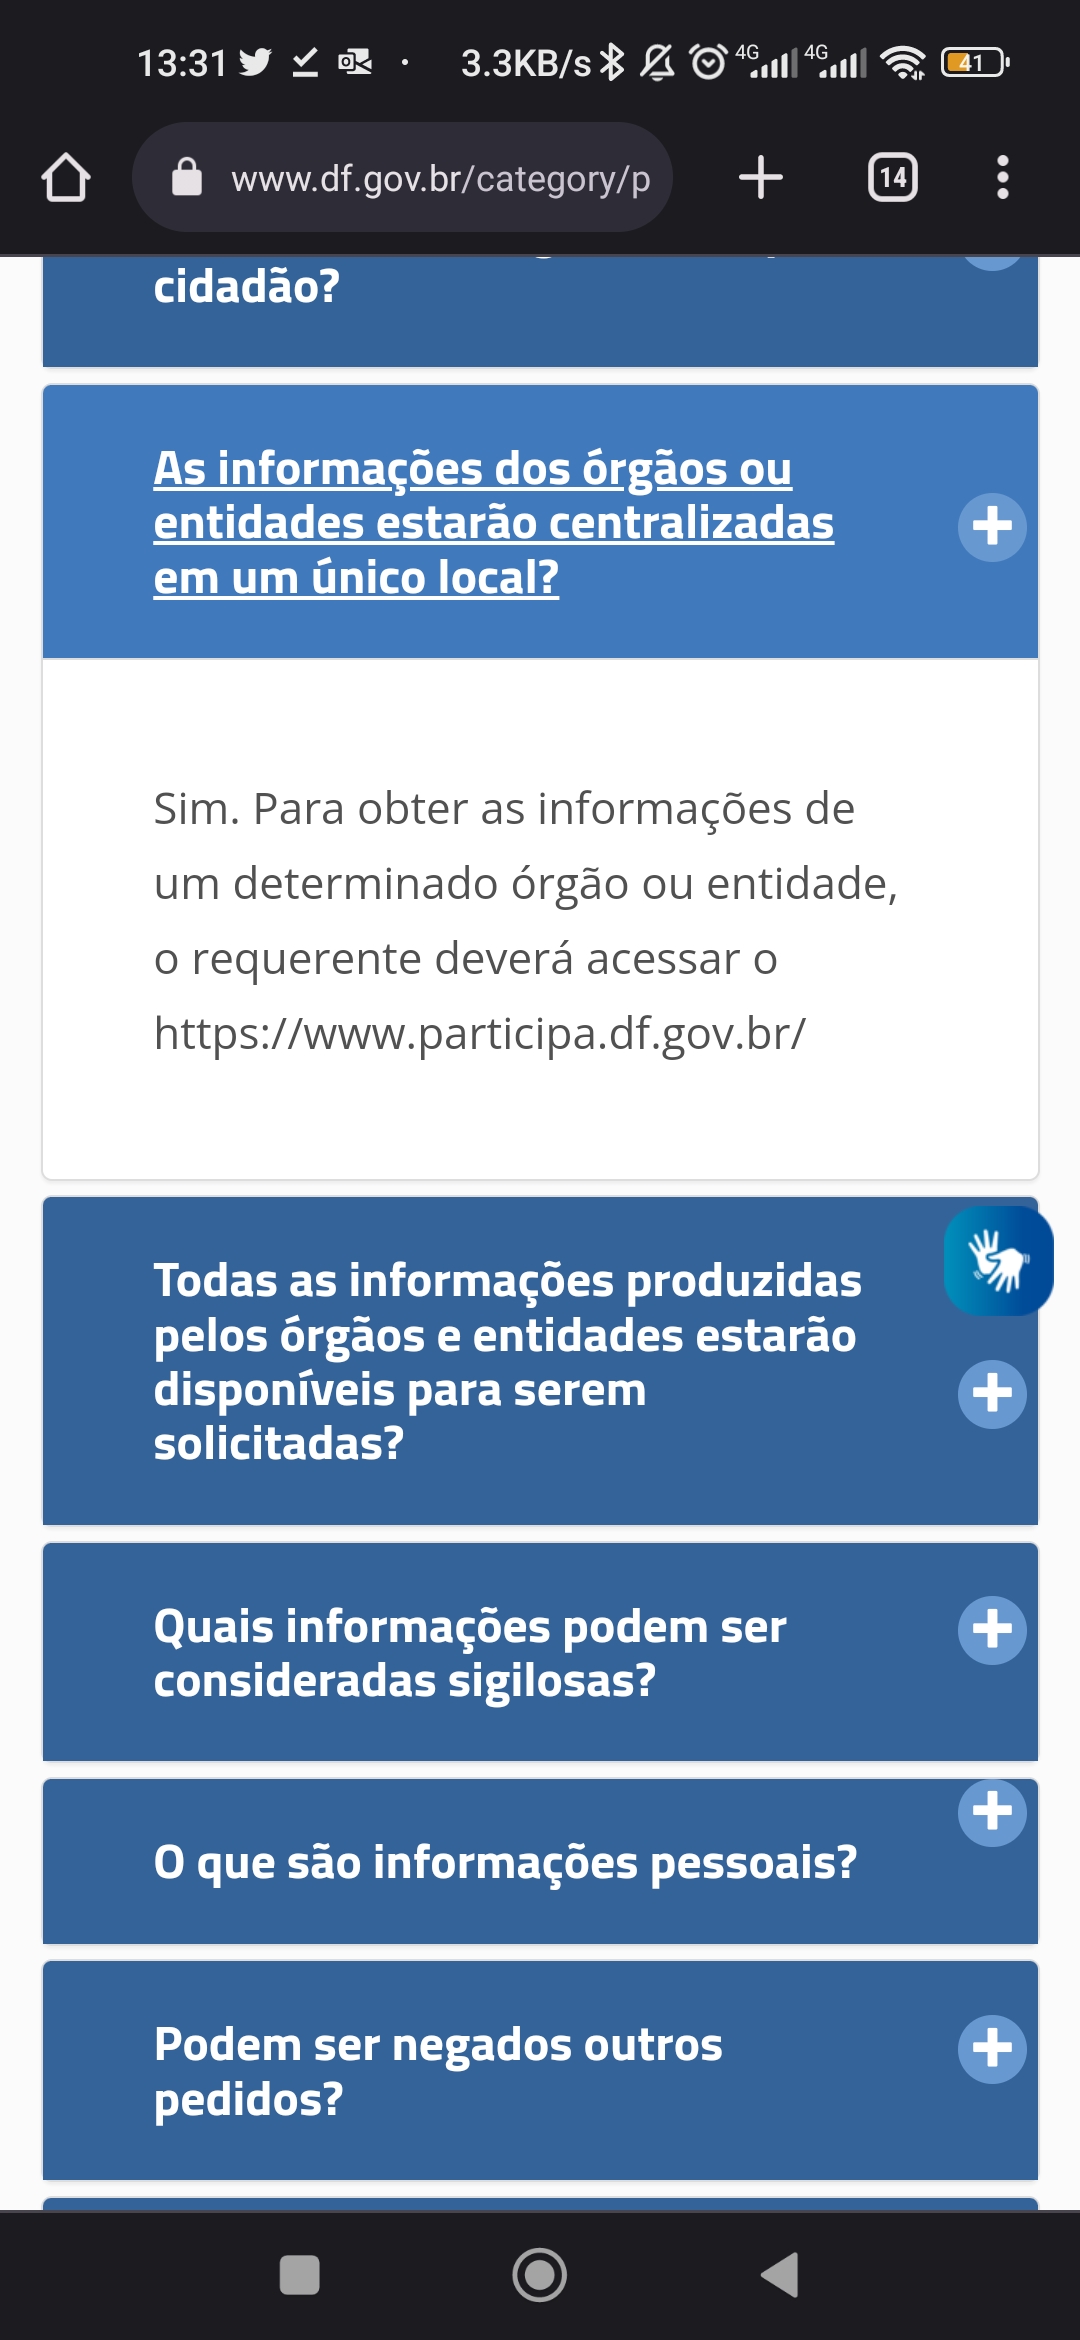 13:31
3.3KB/s
4G
4G
41
www.df.gov.br/category/p
14
cidadão?
As informações dos órgãos ou
entidades estarão centralizadas
em um único local?
Sim. Para obter as informações de
um determinado órgão ou entidade,
o requerente deverá acessar o
https://www.participa.df.gov.br/
Todas as informações produzidas
pelos órgãos e entidades estarão
disponíveis para serem
solicitadas?
Quais informações podem ser
consideradas sigilosas?
O que são informações pessoais?
Podem ser negados outros
pedidos?